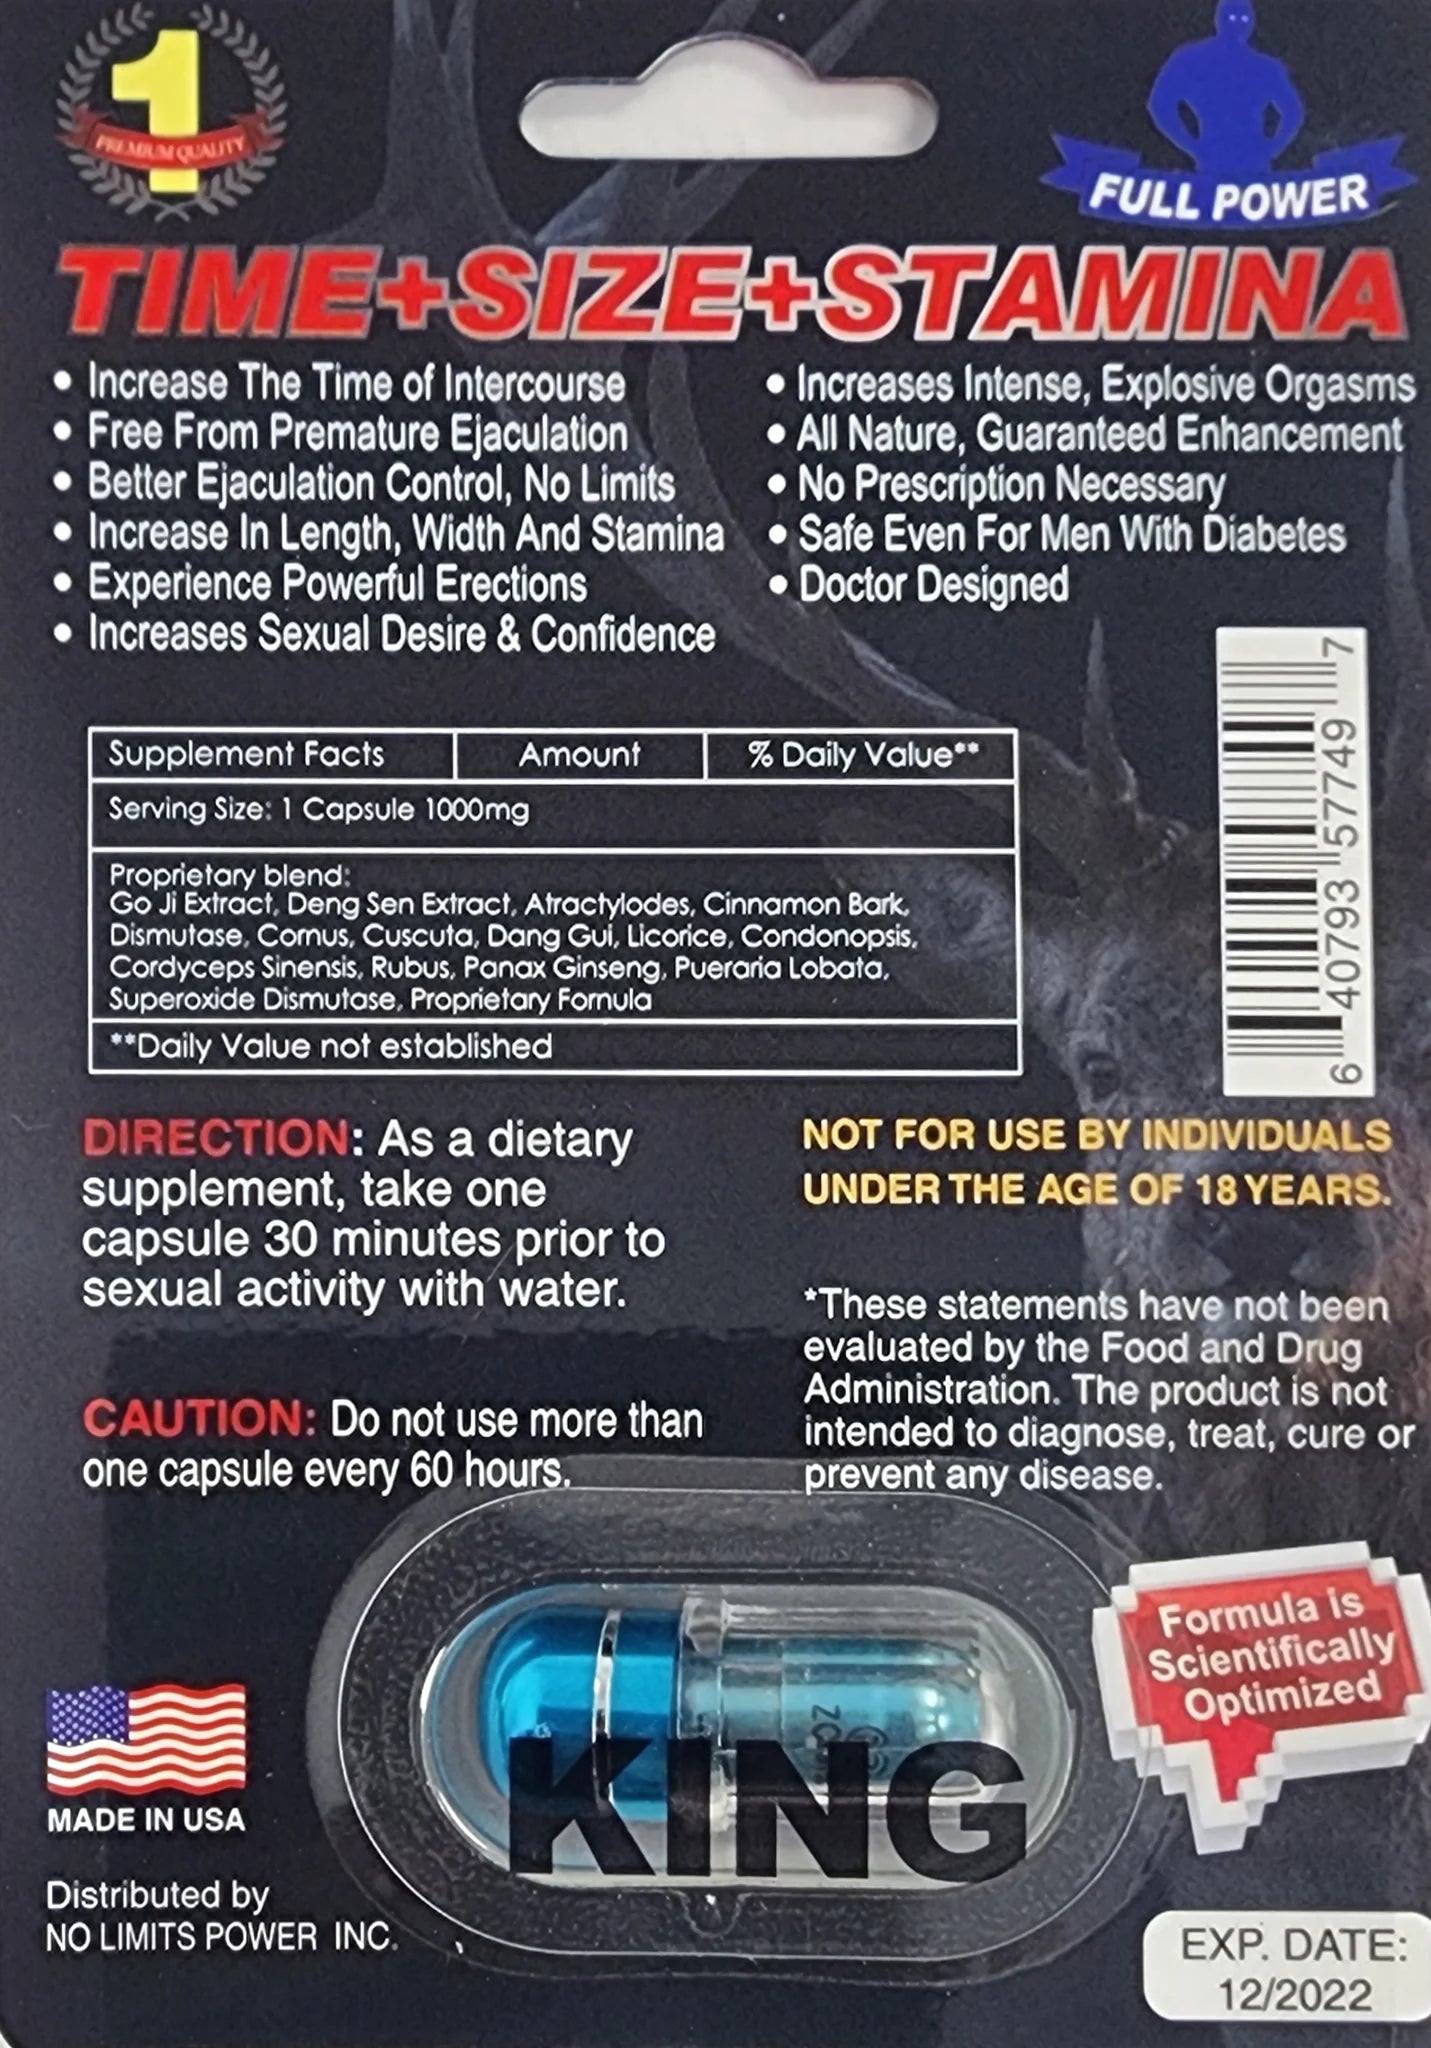 1
PREMIUM QUALITY
FULL POWER
TIME+SIZE+STAMINA
• Increase The Time of Intercourse
• Free From Premature Ejaculation
• Better Ejaculation Control, No Limits
• Increase In Length, Width And Stamina
• Experience Powerful Erections
• Increases Sexual Desire & Confidence
• Increases Intense, Explosive Orgasms
• All Nature, Guaranteed Enhancement
• No Prescription Necessary
• Safe Even For Men With Diabetes
• Doctor Designed
6 40793 57749 7
Supplement Facts Amount % Daily Value**
Serving Size: 1 Capsule 1000mg
Proprietary blend:
Go Ji Extract, Deng Sen Extract, Atractylodes, Cinnamon Bark,
Dismutase, Cornus, Cuscuta, Dang Gui, Licorice, Condonopsis,
Cordyceps Sinensis, Rubus, Panax Ginseng, Pueraria Lobata,
Superoxide Dismutase, Proprietary Fornula
**Daily Value not established
DIRECTION: As a dietary
supplement, take one
capsule 30 minutes prior to
sexual activity with water.
CAUTION: Do not use more than
one capsule every 60 hours.
NOT FOR USE BY INDIVIDUALS
UNDER THE AGE OF 18 YEARS.
*These statements have not been
evaluated by the Food and Drug
Administration. The product is not
intended to diagnose, treat, cure or
prevent any disease.
Formula is
Scientifically
Optimized
KING
MADE IN USA
Distributed by
NO LIMITS POWER INC.
EXP. DATE:
12/2022